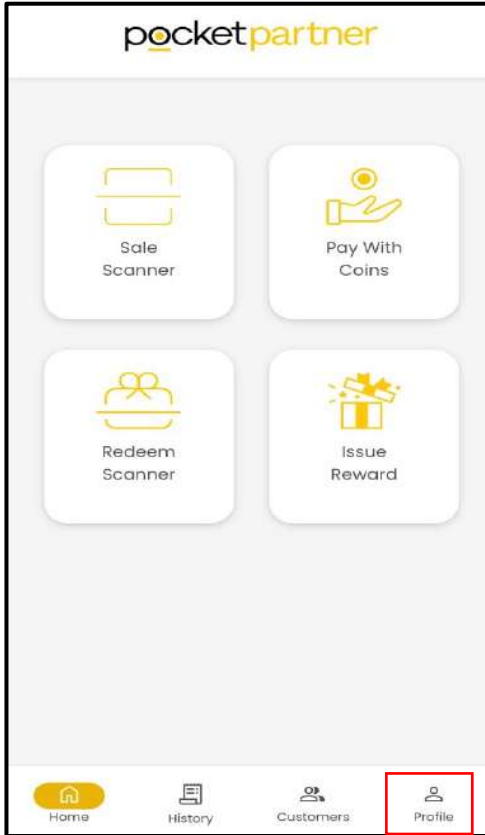 pocketpartner
Sale
Scanner
Pay With
Coins
Redeem
Scanner
Issue
Reward
Home
History
Customers
Profile